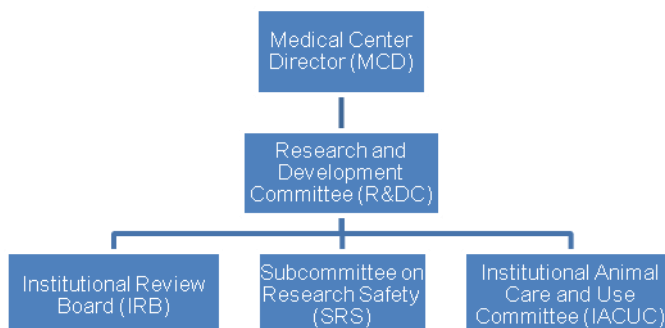 Medical Center
Director (MCD)
Research and
Development
Committee (R&DC)
Institutional Review
Board (IRB)
Subcommittee on
Research Safety
(SRS)
Institutional Animal
Care and Use
Committee (IACUC)